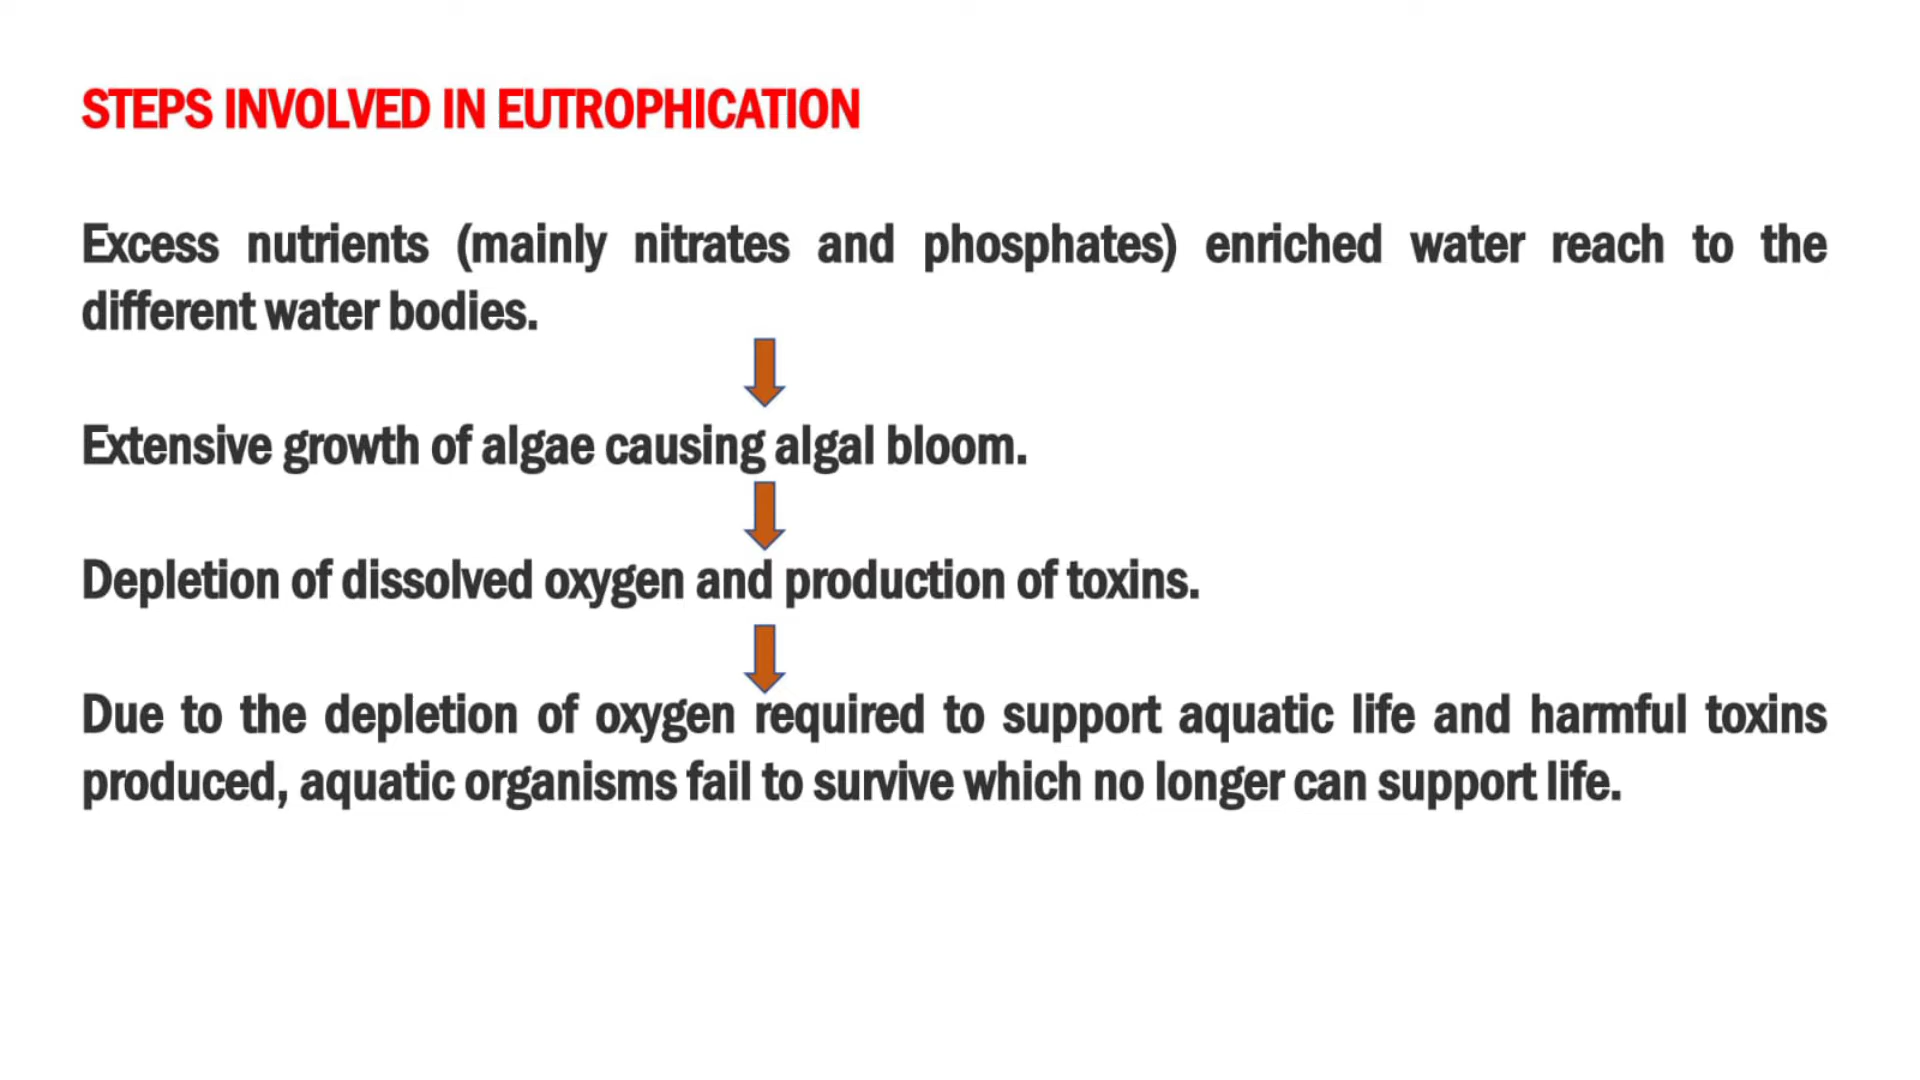 STEPS INVOLVED IN EUTROPHICATION
Excess nutrients (mainly nitrates and phosphates) enriched water reach to the
different water bodies.
Extensive growth of algae causing algal bloom.
Depletion of dissolved oxygen and production of toxins.
Due to the depletion of oxygen required to support aquatic life and harmful toxins
produced, aquatic organisms fail to survive which no longer can support life.